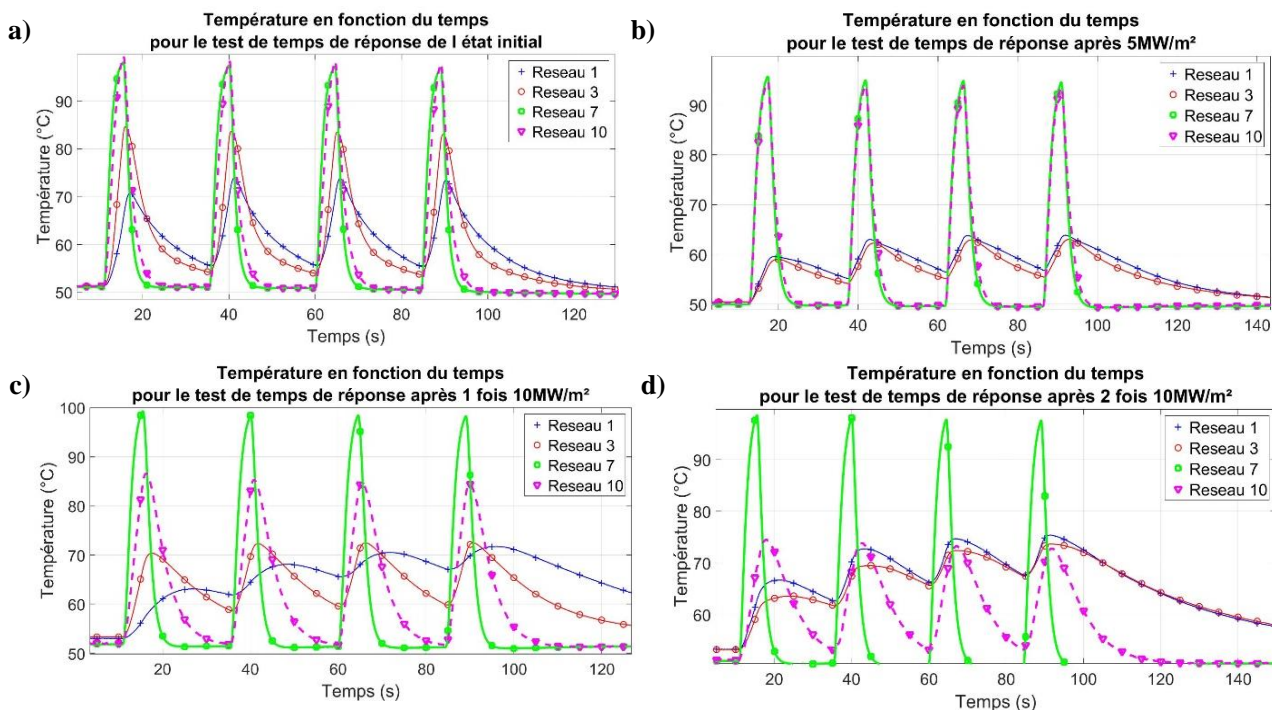 a)
Température en fonction du temps
pour le test de temps de réponse de l état initial
Température (°C)
90
80
70
60
50
20
40
60
80
100
120
Temps (s)
Reseau 1
Reseau 3
Reseau 7
Reseau 10
b)
Température en fonction du temps
pour le test de temps de réponse après 5MW/m²
Température (°C)
90
80
70
60
50
20
40
60
80
100
120
140
Temps (s)
Reseau 1
Reseau 3
Reseau 7
Reseau 10
c)
Température en fonction du temps
pour le test de temps de réponse après 1 fois 10MW/m²
Température (°C)
100
90
80
70
60
50
20
40
60
80
100
120
Temps (s)
Reseau 1
Reseau 3
Reseau 7
Reseau 10
d)
Température en fonction du temps
pour le test de temps de réponse après 2 fois 10MW/m²
Température (°C)
90
80
70
60
20
40
60
80
100
120
140
Temps (s)
Reseau 1
Reseau 3
Reseau 7
Reseau 10